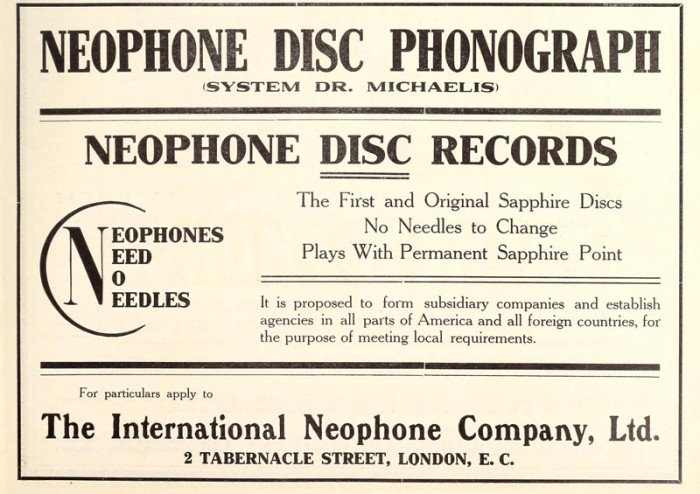 NEOPHONE DISC PHONOGRAPH
(SYSTEM DR. MICHAELIS)
NEOPHONE DISC RECORDS
The First and Original Sapphire Discs
No Needles to Change
Plays With Permanent Sapphire Point
NEOPHONES
NEED
NO
NEEDLES
It is proposed to form subsidiary companies and establish
agencies in all parts of America and all foreign countries, for
the purpose of meeting local requirements.
For particulars apply to
The International Neophone Company, Ltd.
2 TABERNACLE STREET, LONDON, E. C.